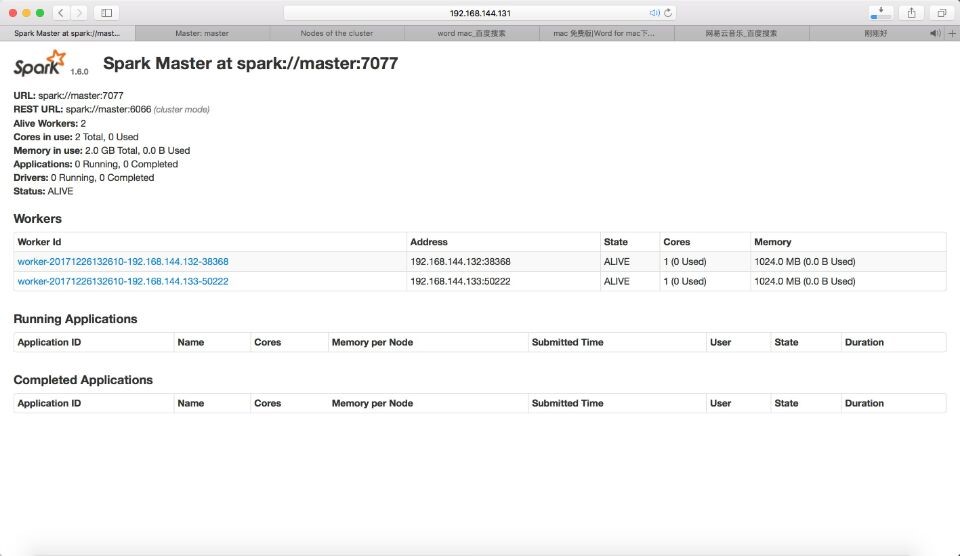 192.168.144.131
Spark Master at spark://mast...
Master: master
Nodes of the cluster
word mac_百度搜索
mac 免费版|Word for mac下...
网易云音乐_百度搜索
刚刚好
Spark 1.6.0 Spark Master at spark://master:7077
URL: spark://master:7077
REST URL: spark://master:6066 (cluster mode)
Alive Workers: 2
Cores in use: 2 Total, 0 Used
Memory in use: 2.0 GB Total, 0.0 B Used
Applications: 0 Running, 0 Completed
Drivers: 0 Running, 0 Completed
Status: ALIVE
Workers
Worker Id Address State Cores Memory
worker-20171226132610-192.168.144.132-38368 192.168.144.132:38368 ALIVE 1 (0 Used) 1024.0 MB (0.0 B Used)
worker-20171226132610-192.168.144.133-50222 192.168.144.133:50222 ALIVE 1 (0 Used) 1024.0 MB (0.0 B Used)
Running Applications
Application ID Name Cores Memory per Node Submitted Time User State Duration
Completed Applications
Application ID Name Cores Memory per Node Submitted Time User State Duration